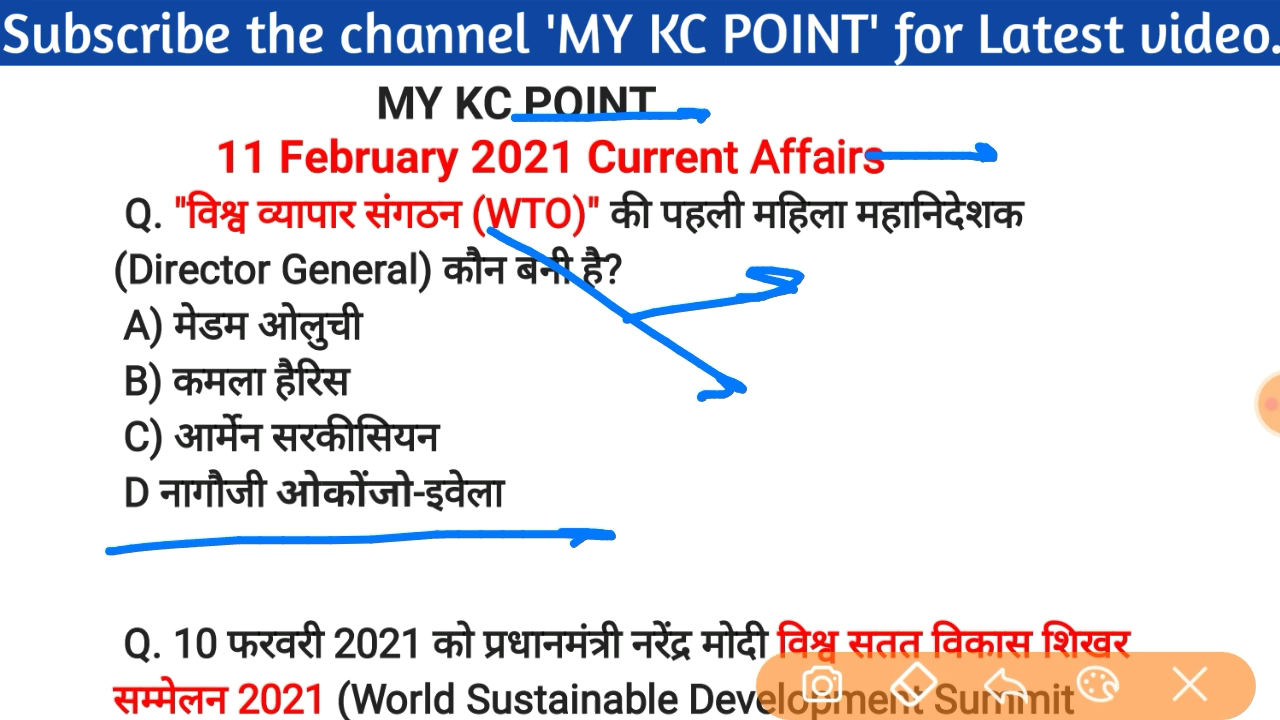 Subscribe the channel 'MY KC POINT' for Latest video.
MY KC POINT
11 February 2021 Current Affairs
Q. "विश्व व्यापार संगठन (WTO)" की पहली महिला महानिदेशक
(Director General) कौन बनी है?
A) मेडम ओलुची
B) कमला हैरिस
C) आर्मेन सरकीसियन
D नागौजी ओकोंजो-इवेला
Q. 10 फरवरी 2021 को प्रधानमंत्री नरेंद्र मोदी विश्व सतत विकास शिखर
सम्मेलन 2021 (World Sustainable Development Summit